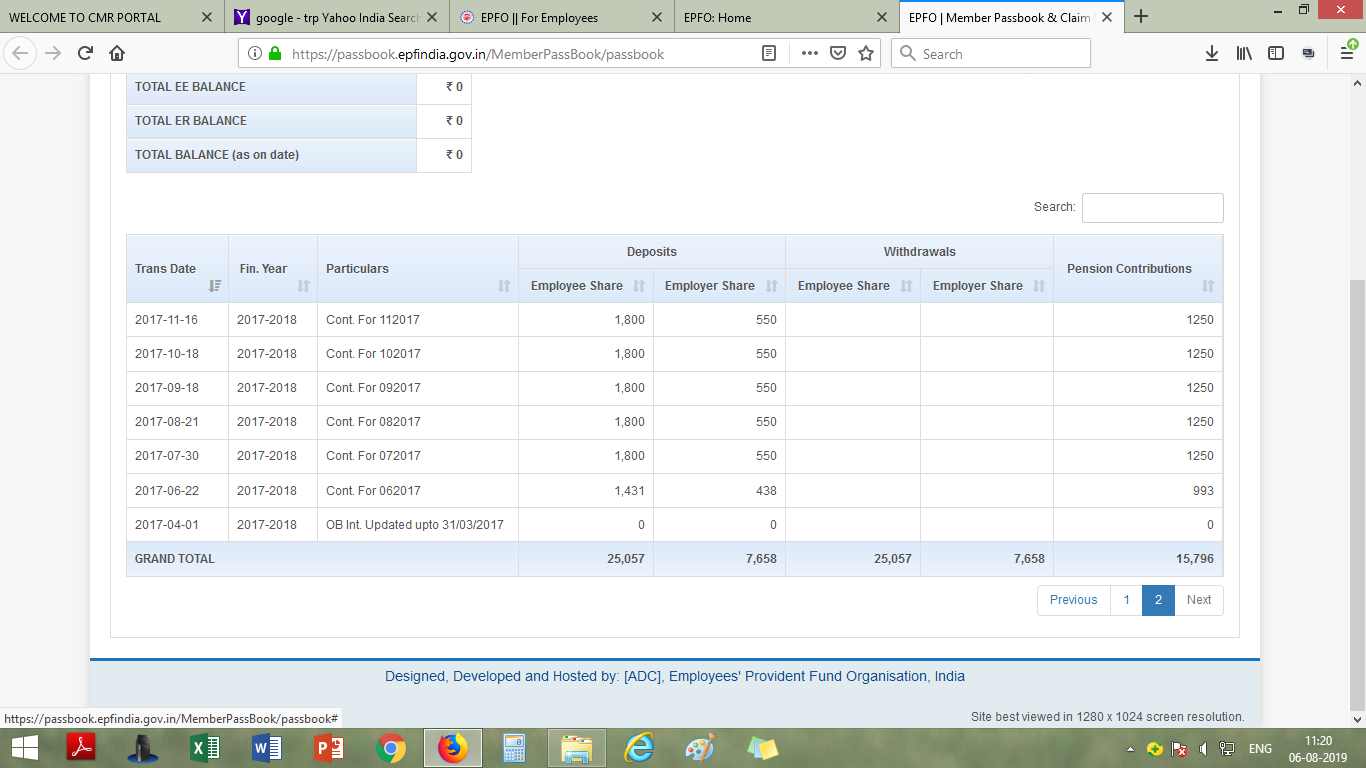 WELCOME TO CMR PORTAL
google - trp Yahoo India Searc
EPFO || For Employees
EPFO: Home
EPFO | Member Passbook & Claim
https://passbook.epfindia.gov.in/MemberPassBook/passbook
Search
TOTAL EE BALANCE ₹ 0
TOTAL ER BALANCE ₹ 0
TOTAL BALANCE (as on date) ₹ 0
Search:
Deposits Withdrawals
Trans Date Fin. Year Particulars Pension Contributions
Employee Share Employer Share Employee Share Employer Share
2017-11-16 2017-2018 Cont. For 112017 1,800 550 1250
2017-10-18 2017-2018 Cont. For 102017 1,800 550 1250
2017-09-18 2017-2018 Cont. For 092017 1,800 550 1250
2017-08-21 2017-2018 Cont. For 082017 1,800 550 1250
2017-07-30 2017-2018 Cont. For 072017 1,800 550 1250
2017-06-22 2017-2018 Cont. For 062017 1,431 438 993
2017-04-01 2017-2018 OB Int. Updated upto 31/03/2017 0 0 0
GRAND TOTAL 25,057 7,658 25,057 7,658 15,796
Previous 1 2 Next
Designed, Developed and Hosted by: [ADC], Employees' Provident Fund Organisation, India
https://passbook.epfindia.gov.in/MemberPassBook/passbook#
Site best viewed in 1280 x 1024 screen resolution.
ENG
11:20
06-08-2019